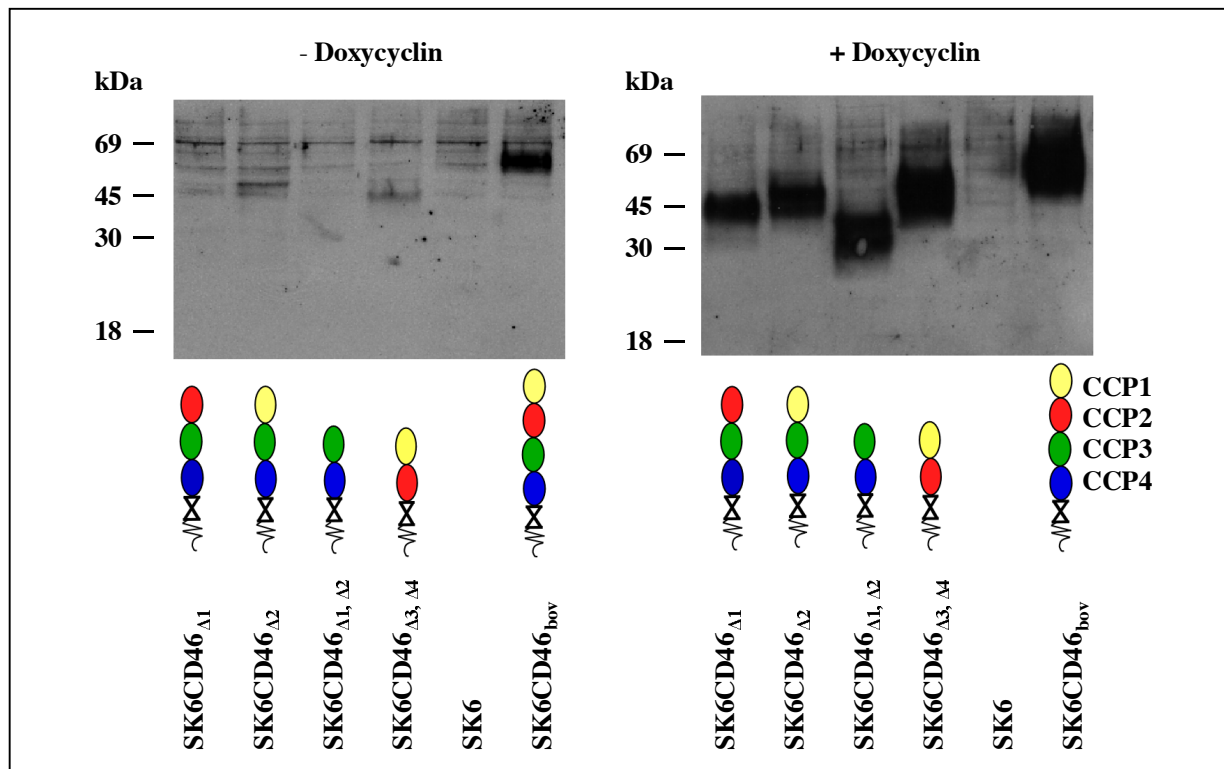 - Doxycyclin
kDa
69
45
30
18
SK6CD46Δ1
SK6CD46Δ2
SK6CD46Δ1, Δ2
SK6CD46Δ3, Δ4
SK6
SK6CD46bov
+ Doxycyclin
kDa
69
45
30
18
CCP1
CCP2
CCP3
CCP4
SK6CD46Δ1
SK6CD46Δ2
SK6CD46Δ1, Δ2
SK6CD46Δ3, Δ4
SK6
SK6CD46bov